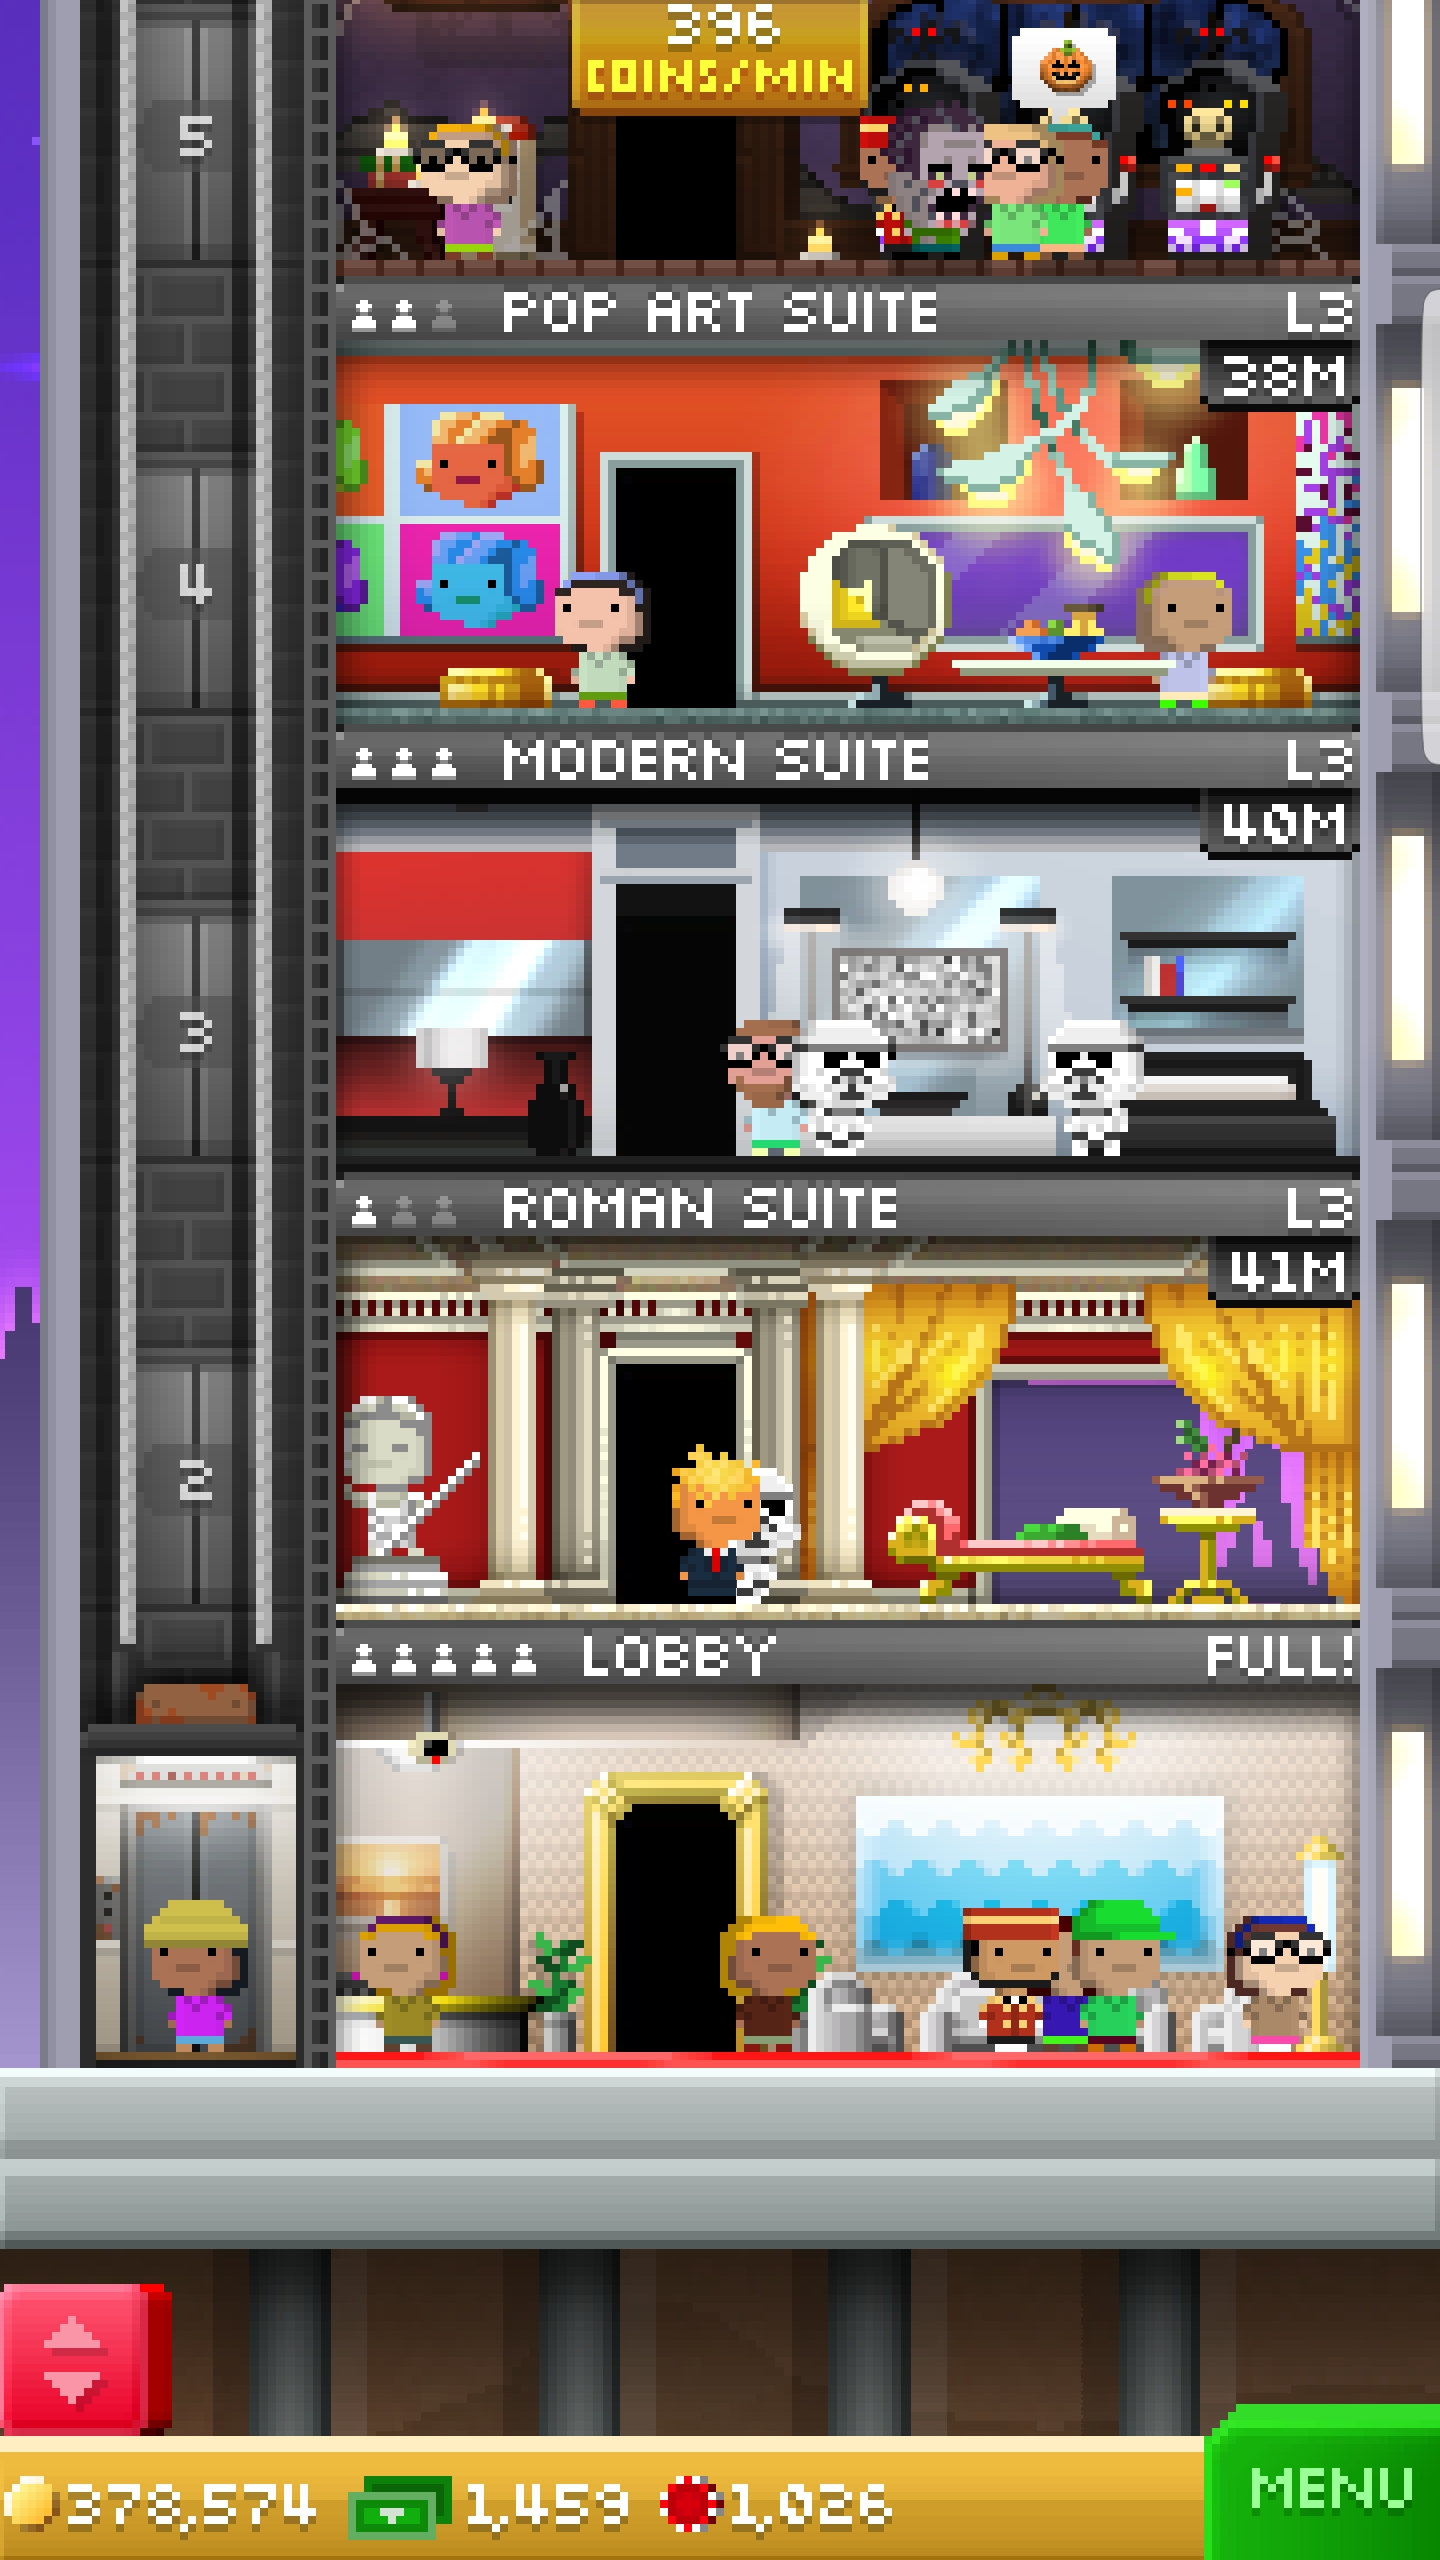 396
COINS/MIN
5
POP ART SUITE L3
38M
4
MODERN SUITE L3
40M
3
ROMAN SUITE L3
41M
2
LOBBY FULL!
378,574 1,459 1,026
MENU